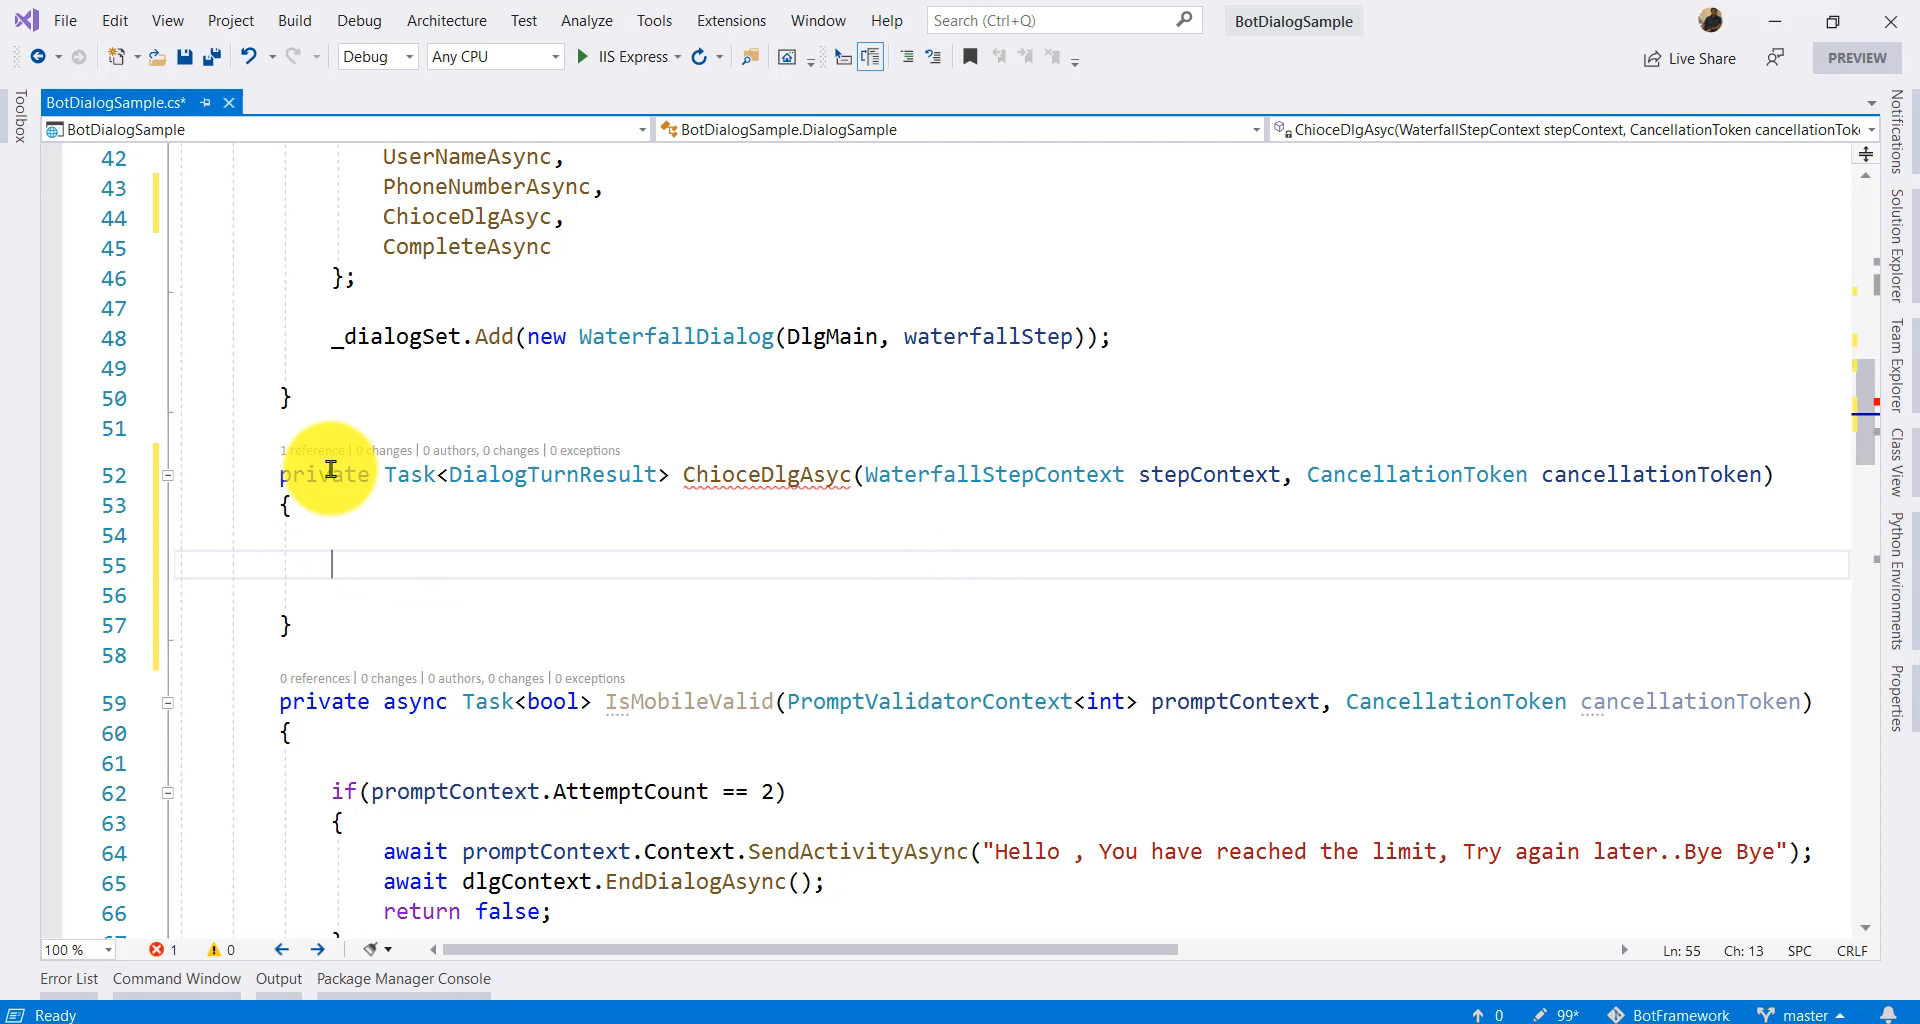 File Edit View Project Build Debug Architecture Test Analyze Tools Extensions Window Help Search (Ctrl+Q) BotDialogSample
Debug Any CPU IIS Express Live Share PREVIEW
BotDialogSample.cs*
BotDialogSample BotDialogSample.DialogSample ChioceDlgAsyc(WaterfallStepContext stepContext, CancellationToken cancellationToke
42 UserNameAsync,
43 PhoneNumberAsync,
44 ChioceDlgAsyc,
45 CompleteAsync
46 };
47
48 _dialogSet.Add(new WaterfallDialog(DlgMain, waterfallStep));
49
50 }
51
1 reference | 0 changes | 0 authors, 0 changes | 0 exceptions
52 private Task<DialogTurnResult> ChioceDlgAsyc(WaterfallStepContext stepContext, CancellationToken cancellationToken)
53 {
54
55
56
57 }
58
0 references | 0 changes | 0 authors, 0 changes | 0 exceptions
59 private async Task<bool> IsMobileValid(PromptValidatorContext<int> promptContext, CancellationToken cancellationToken)
60 {
61
62 if(promptContext.AttemptCount == 2)
63 {
64 await promptContext.Context.SendActivityAsync("Hello , You have reached the limit, Try again later..Bye Bye");
65 await dlgContext.EndDialogAsync();
66 return false;
100 % 1 0 Ln: 55 Ch: 13 SPC CRLF
Error List Command Window Output Package Manager Console
Ready 0 99* BotFramework master
Toolbox
Notifications
Solution Explorer
Team Explorer
Class View
Python Environments
Properties